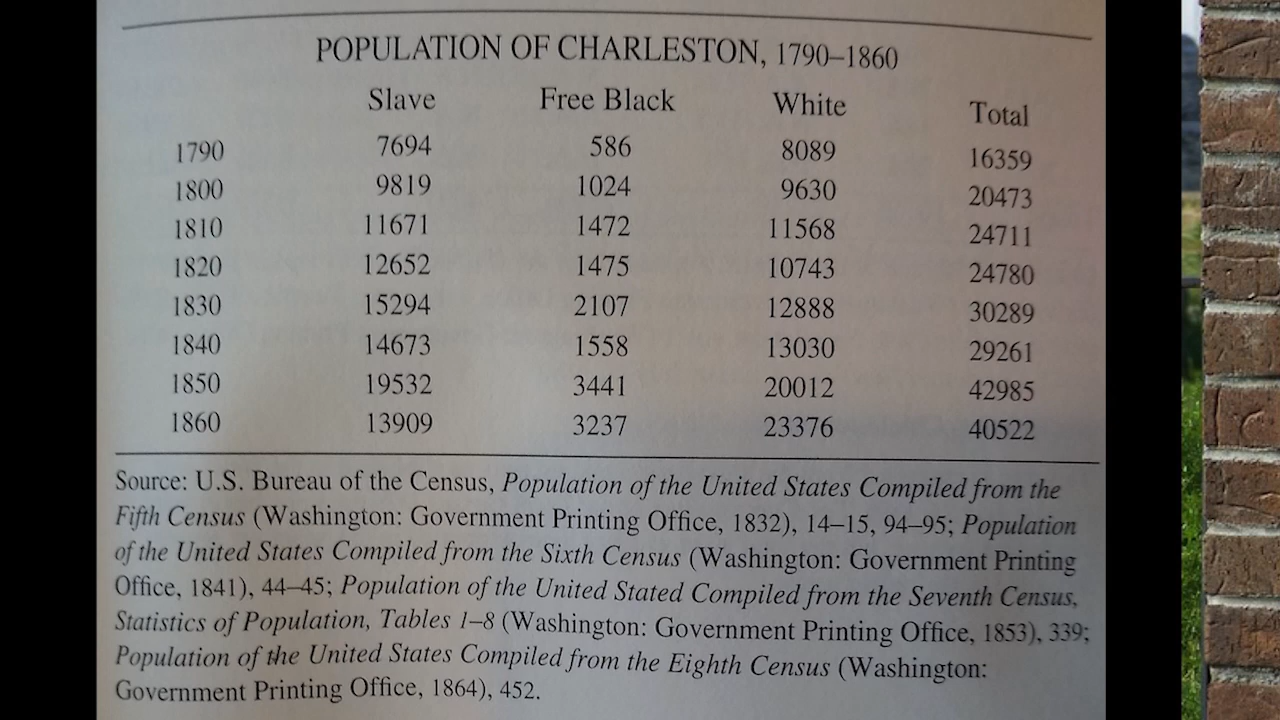 POPULATION OF CHARLESTON, 1790–1860
Slave Free Black White Total
1790 7694 586 8089 16359
1800 9819 1024 9630 20473
1810 11671 1472 11568 24711
1820 12652 1475 10743 24780
1830 15294 2107 12888 30289
1840 14673 1558 13030 29261
1850 19532 3441 20012 42985
1860 13909 3237 23376 40522
Source: U.S. Bureau of the Census, Population of the United States Compiled from the
Fifth Census (Washington: Government Printing Office, 1832), 14–15, 94–95; Population
of the United States Compiled from the Sixth Census (Washington: Government Printing
Office, 1841), 44–45; Population of the United Stated Compiled from the Seventh Census,
Statistics of Population, Tables 1–8 (Washington: Government Printing Office, 1853), 339;
Population of the United States Compiled from the Eighth Census (Washington:
Government Printing Office, 1864), 452.